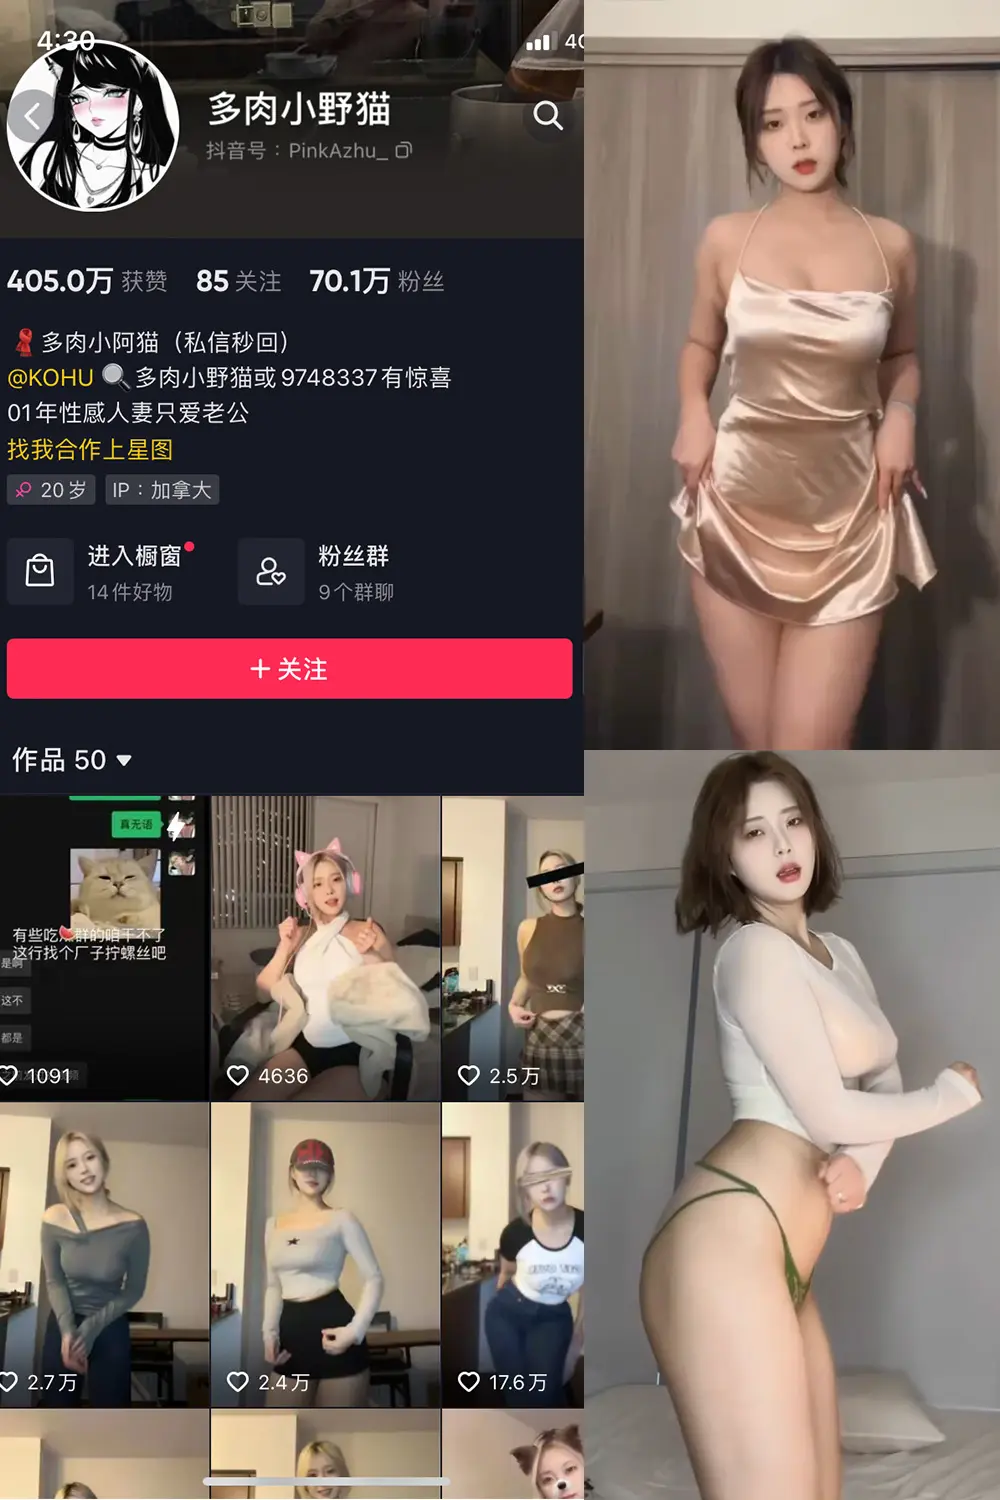 4:30
4G
多肉小野猫
抖音号：PinkAzhu_
405.0万 获赞 85 关注 70.1万 粉丝
多肉小阿猫（私信秒回）
@KOHU 🔍多肉小野猫或9748337有惊喜
01年性感人妻只爱老公
找我合作上星图
20岁 IP：加拿大
进入橱窗 粉丝群
14件好物 9个群聊
+ 关注
作品 50
真无语
有些吃🍉群的咱干不了
这行找个厂子拧螺丝吧
是啊
这不
都是
1091 4636 2.5万
2.7万 2.4万 17.6万